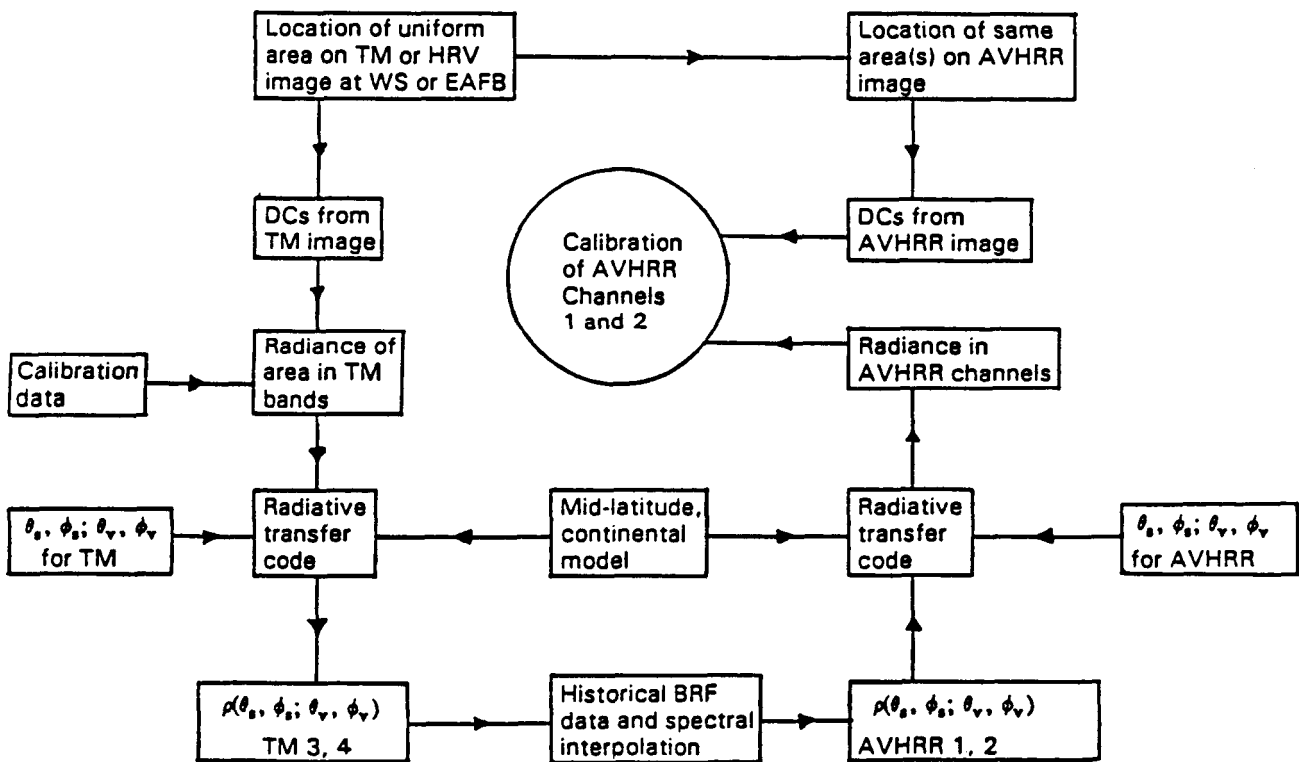 Location of uniform
area on TM or HRV
image at WS or EAFB
Location of same
area(s) on AVHRR
image
DCs from
TM image
Calibration
of AVHRR
Channels
1 and 2
DCs from
AVHRR image
Calibration
data
Radiance of
area in TM
bands
Radiance in
AVHRR channels
θs, φs; θv, φv
for TM
Radiative
transfer
code
Mid-latitude,
continental
model
Radiative
transfer
code
θs, φs; θv, φv
for AVHRR
ρ(θs, φs; θv, φv)
TM 3, 4
Historical BRF
data and spectral
interpolation
ρ(θs, φs; θv, φv)
AVHRR 1, 2